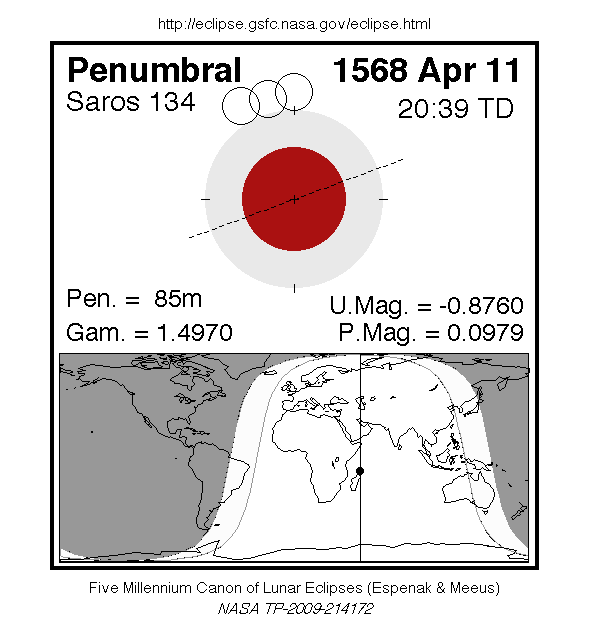 http://eclipse.gsfc.nasa.gov/eclipse.html
Penumbral 1568 Apr 11
Saros 134 20:39 TD
Pen. = 85m U.Mag. = -0.8760
Gam. = 1.4970 P.Mag. = 0.0979
Five Millennium Canon of Lunar Eclipses (Espenak & Meeus)
NASA TP-2009-214172